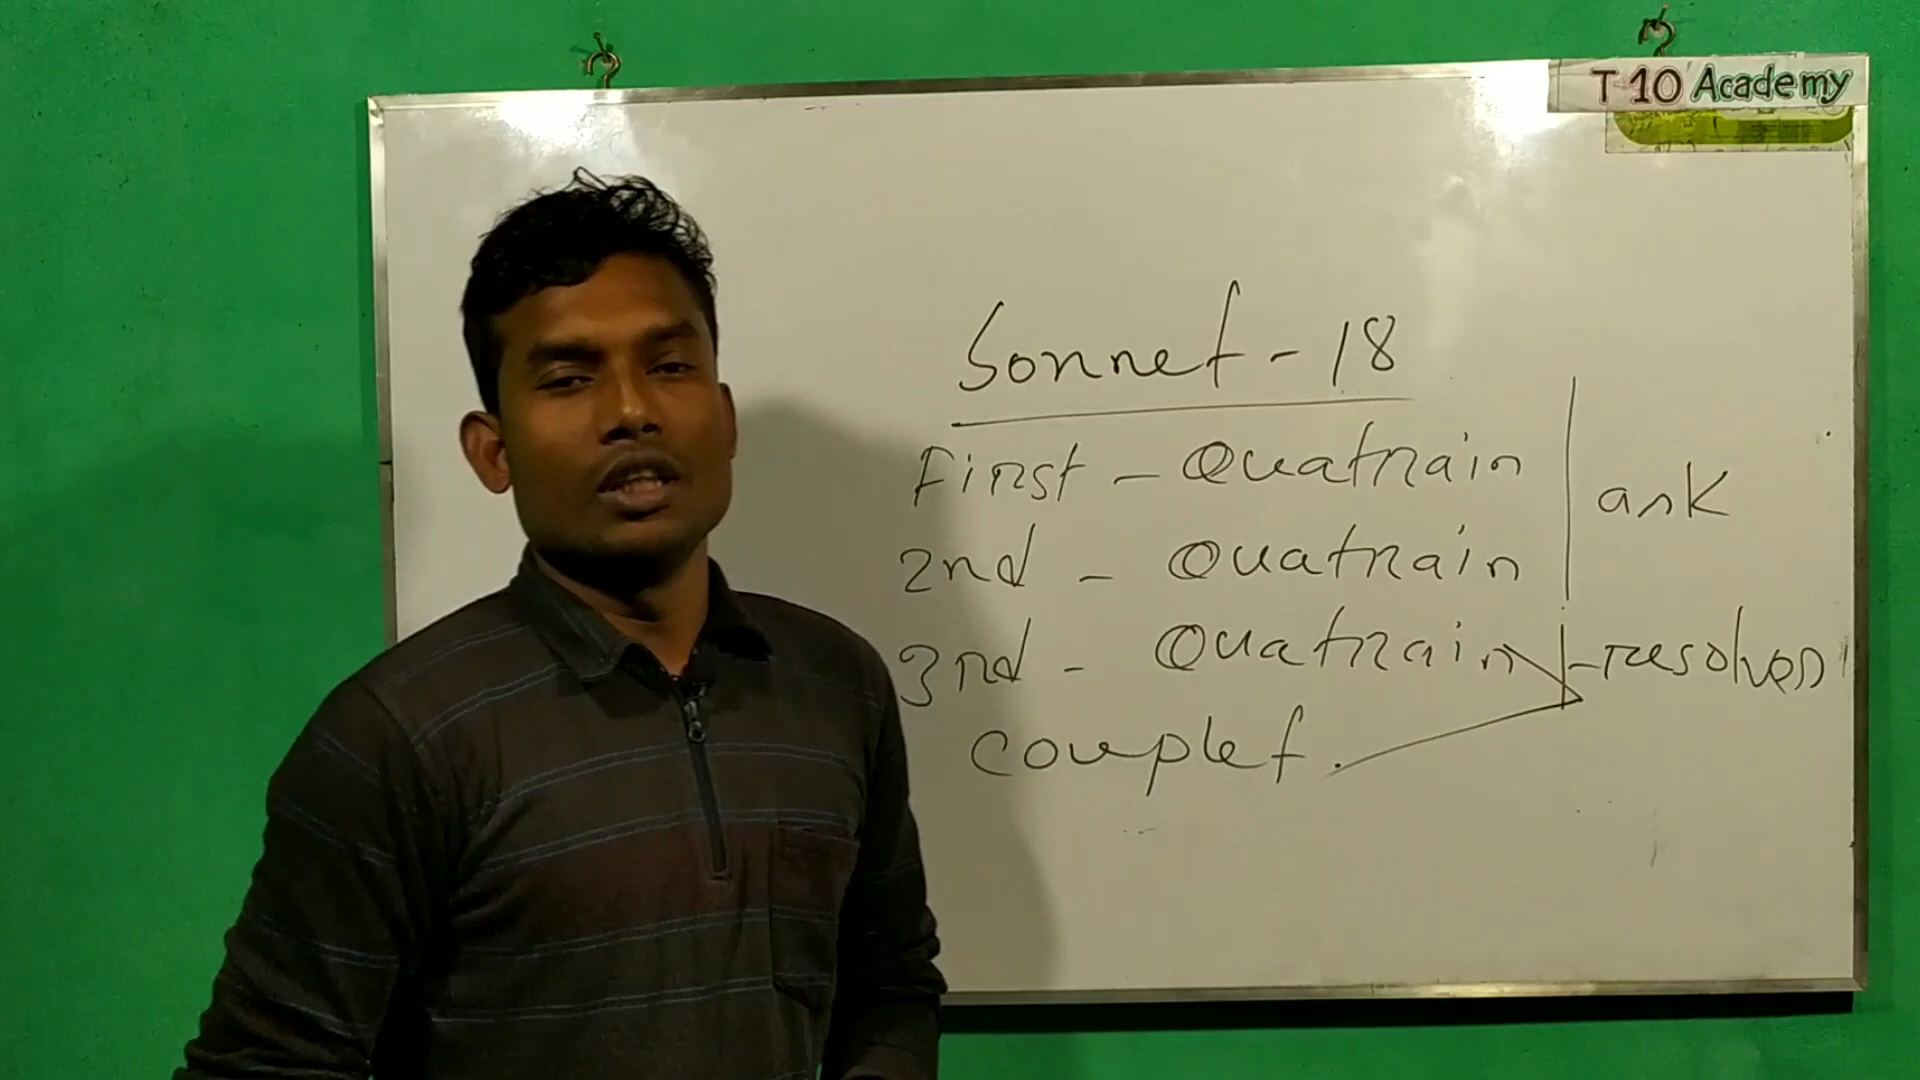 T 10 Academy
Sonnet - 18
First - Quatrain
2nd - Quatrain
ask
3rd - Quatrain - resolves
couplet.